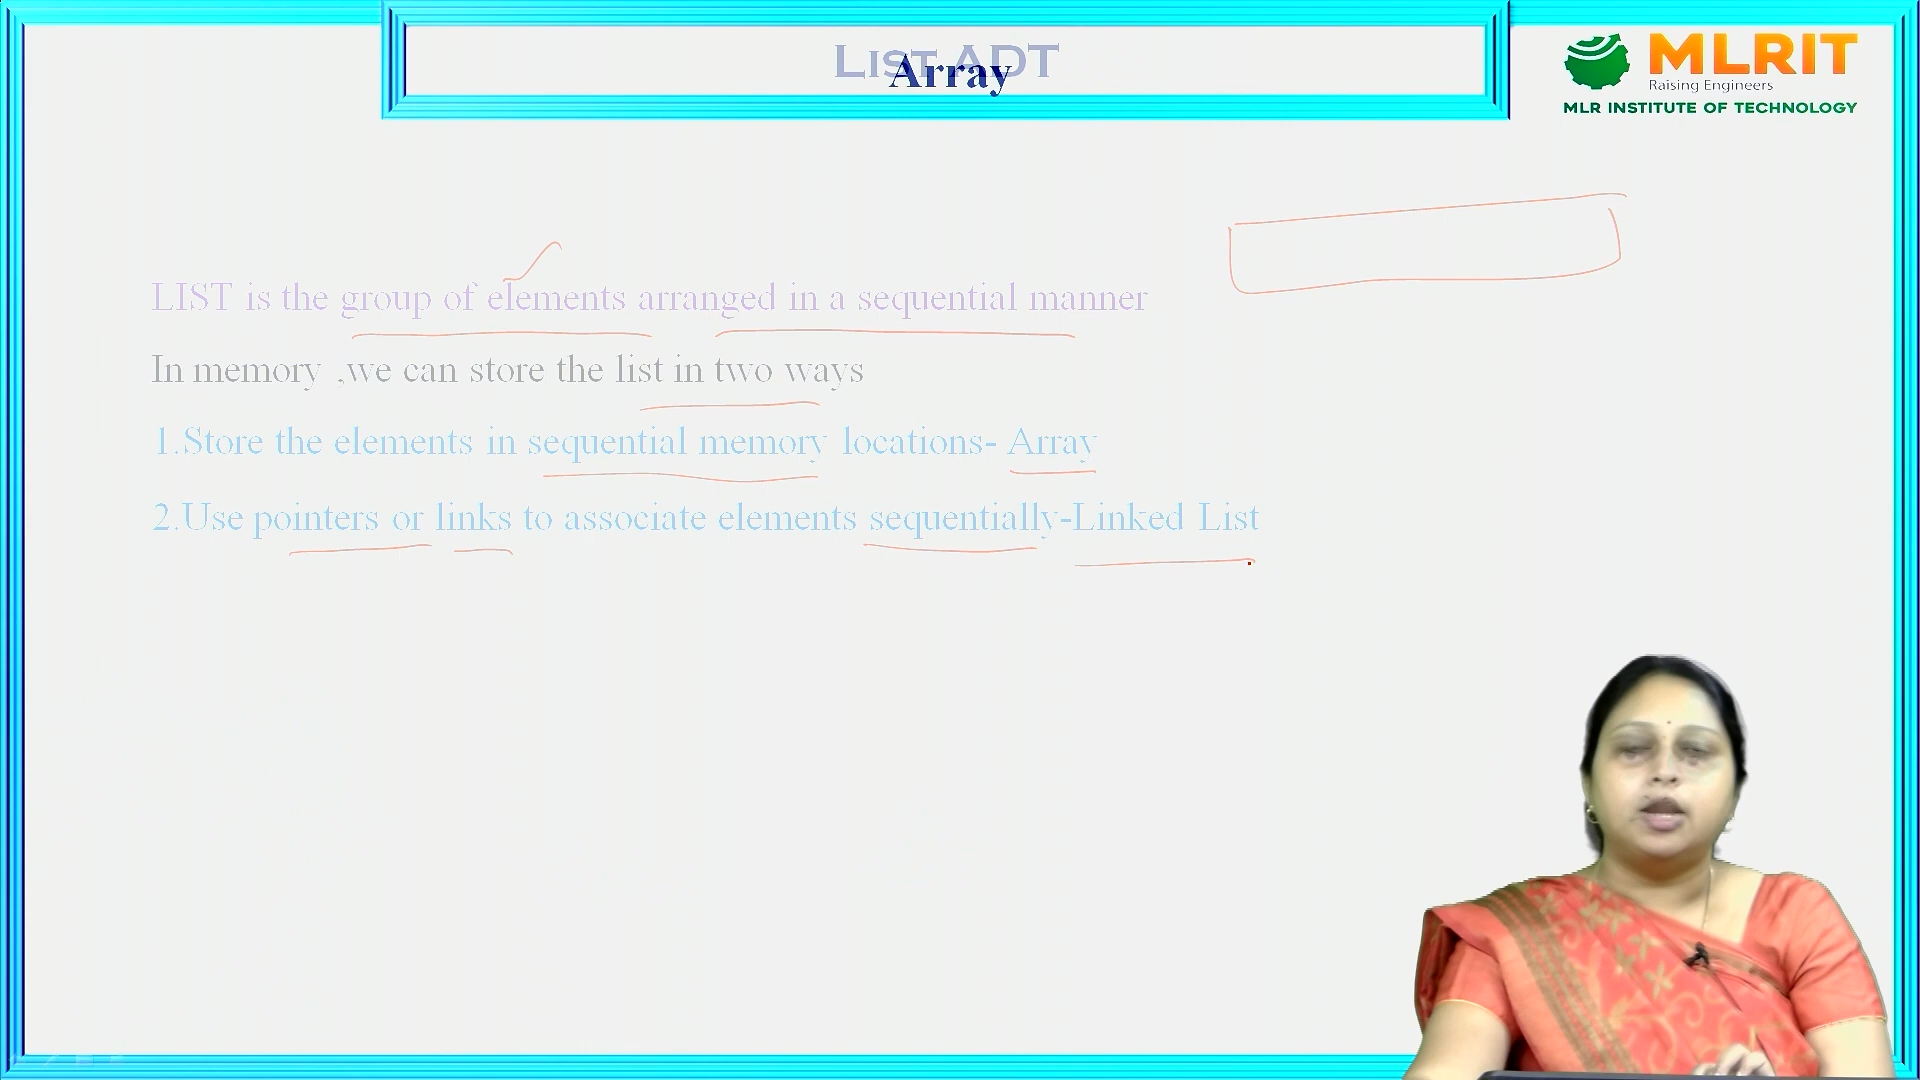 LIST ADT
Array
MLRIT
Raising Engineers
MLR INSTITUTE OF TECHNOLOGY
LIST is the group of elements arranged in a sequential manner
In memory ,we can store the list in two ways
1.Store the elements in sequential memory locations- Array
2.Use pointers or links to associate elements sequentially-Linked List